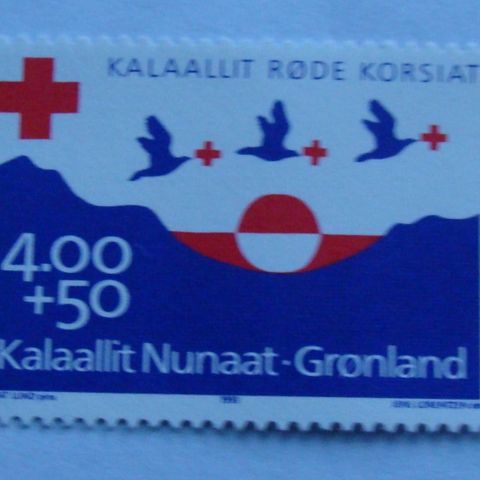 KALAALLIT RØDE KORSIAT
4.00
+50
Kalaallit Nunaat-Grønland